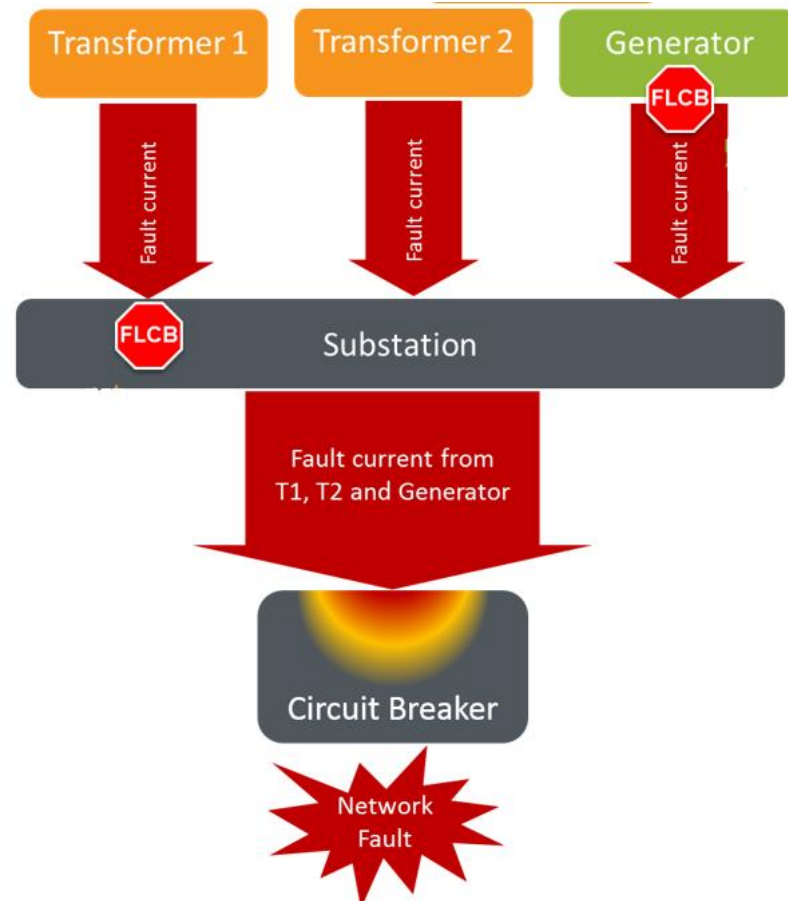 Transformer 1
Transformer 2
Generator
FLCB
Fault current
Fault current
Fault current
FLCB
Substation
Fault current from
T1, T2 and Generator
Circuit Breaker
Network
Fault